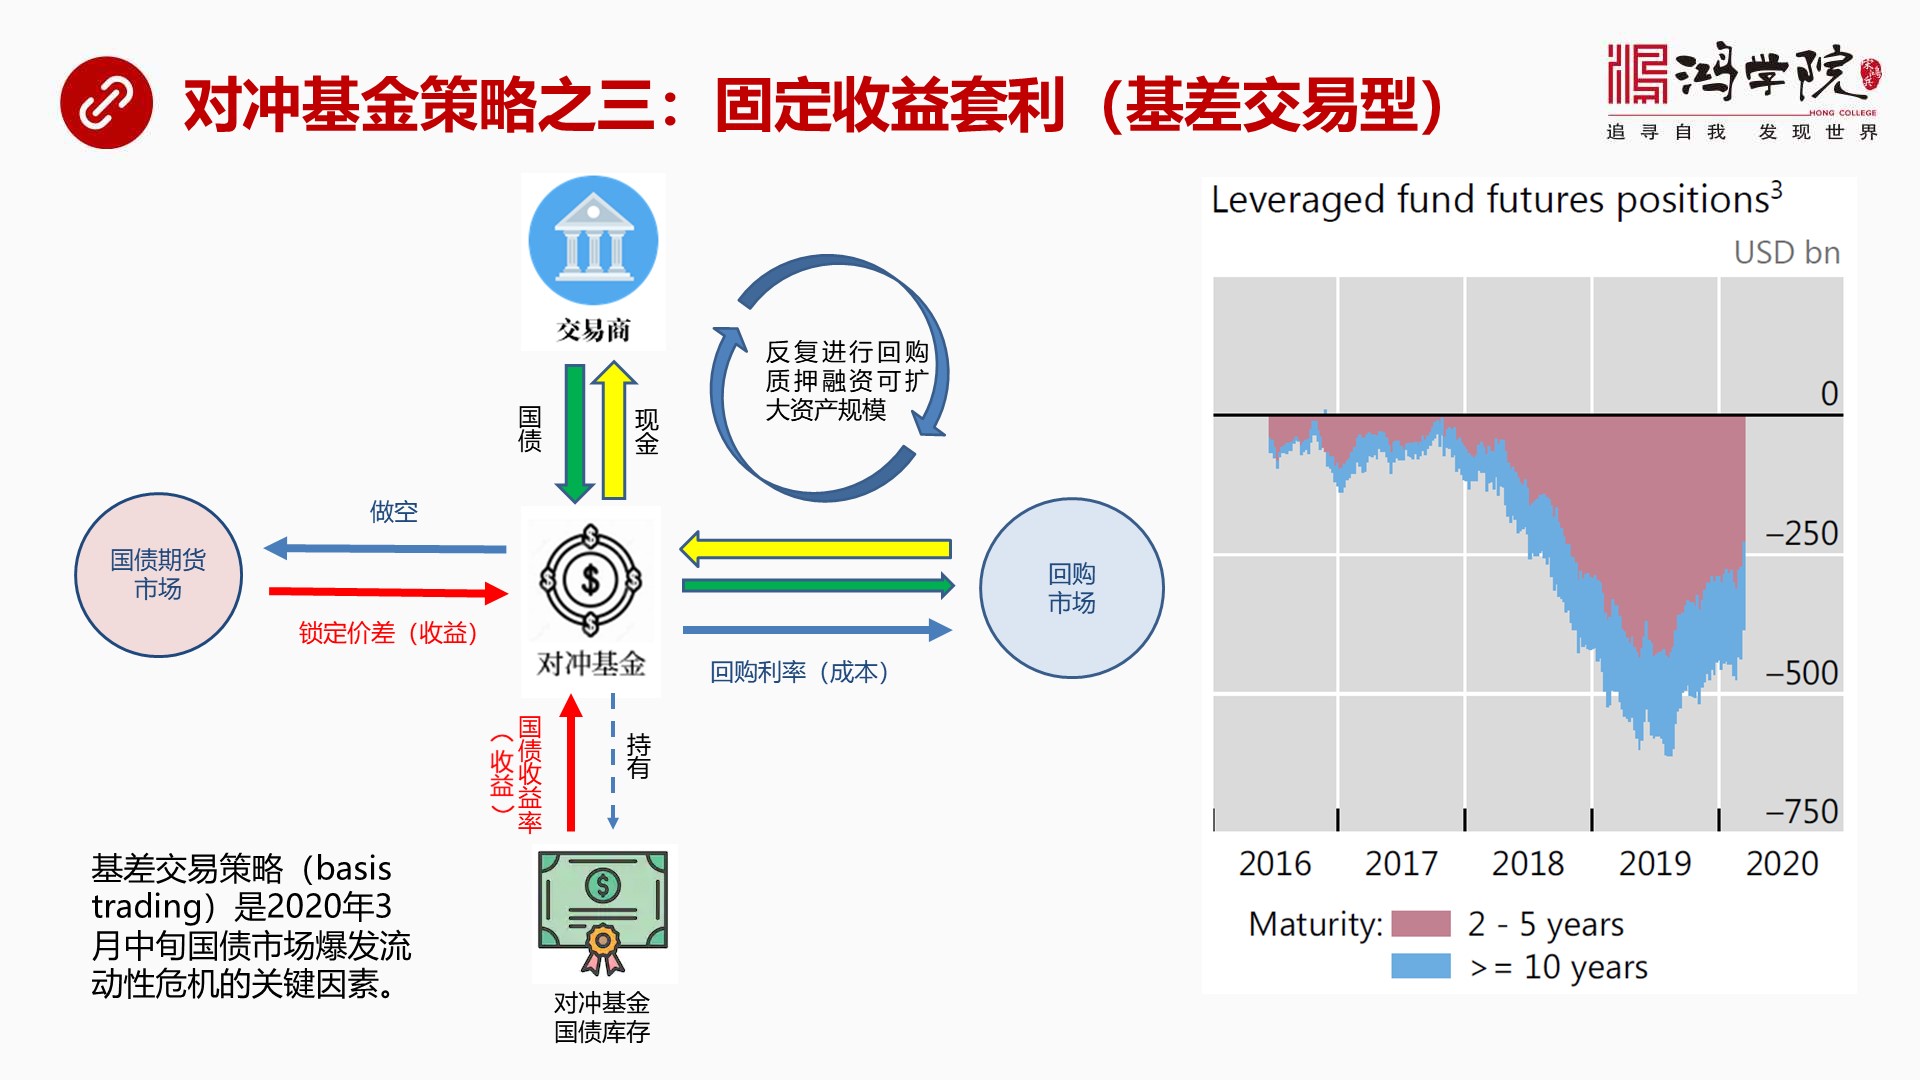 对冲基金策略之三：固定收益套利（基差交易型）
鸿学院
HONG COLLEGE
追寻自我 发现世界
交易商
国债
现金
反复进行回购
质押融资可扩
大资产规模
国债期货
市场
做空
锁定价差（收益）
对冲基金
回购
市场
回购利率（成本）
国债收益率
（收益）
持有
对冲基金
国债库存
基差交易策略（basis
trading）是2020年3
月中旬国债市场爆发流
动性危机的关键因素。
Leveraged fund futures positions³
USD bn
0
–250
–500
–750
2016 2017 2018 2019 2020
Maturity: 2 - 5 years
>= 10 years